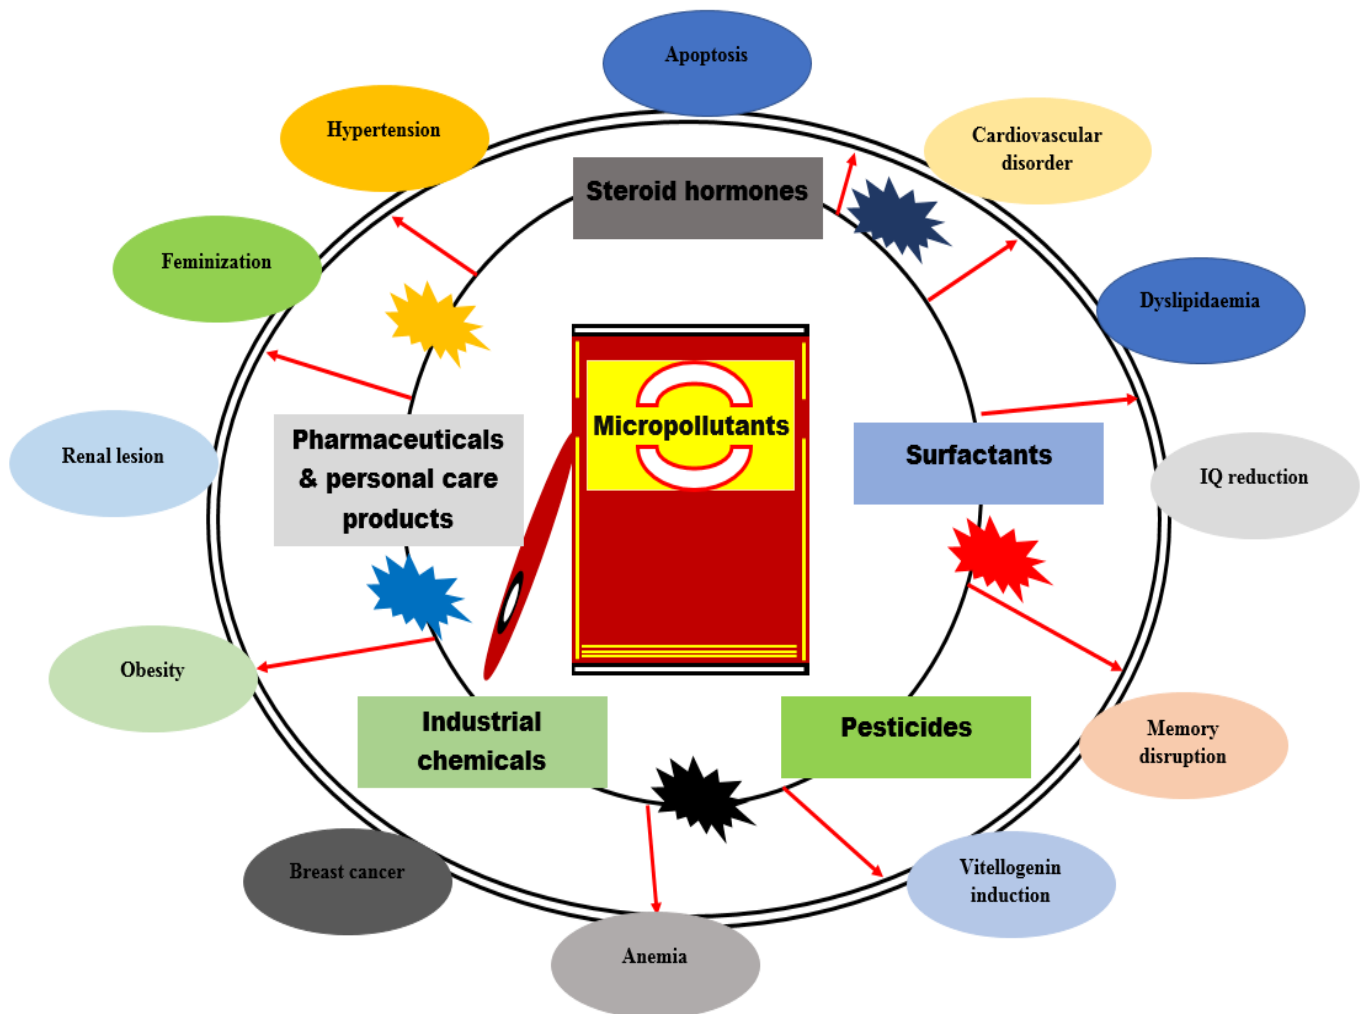 Apoptosis
Hypertension
Cardiovascular
disorder
Steroid hormones
Feminization
Dyslipidaemia
Micropollutants
Pharmaceuticals
& personal care
products
Surfactants
Renal lesion
IQ reduction
Obesity
Industrial
chemicals
Pesticides
Memory
disruption
Breast cancer
Vitellogenin
induction
Anemia